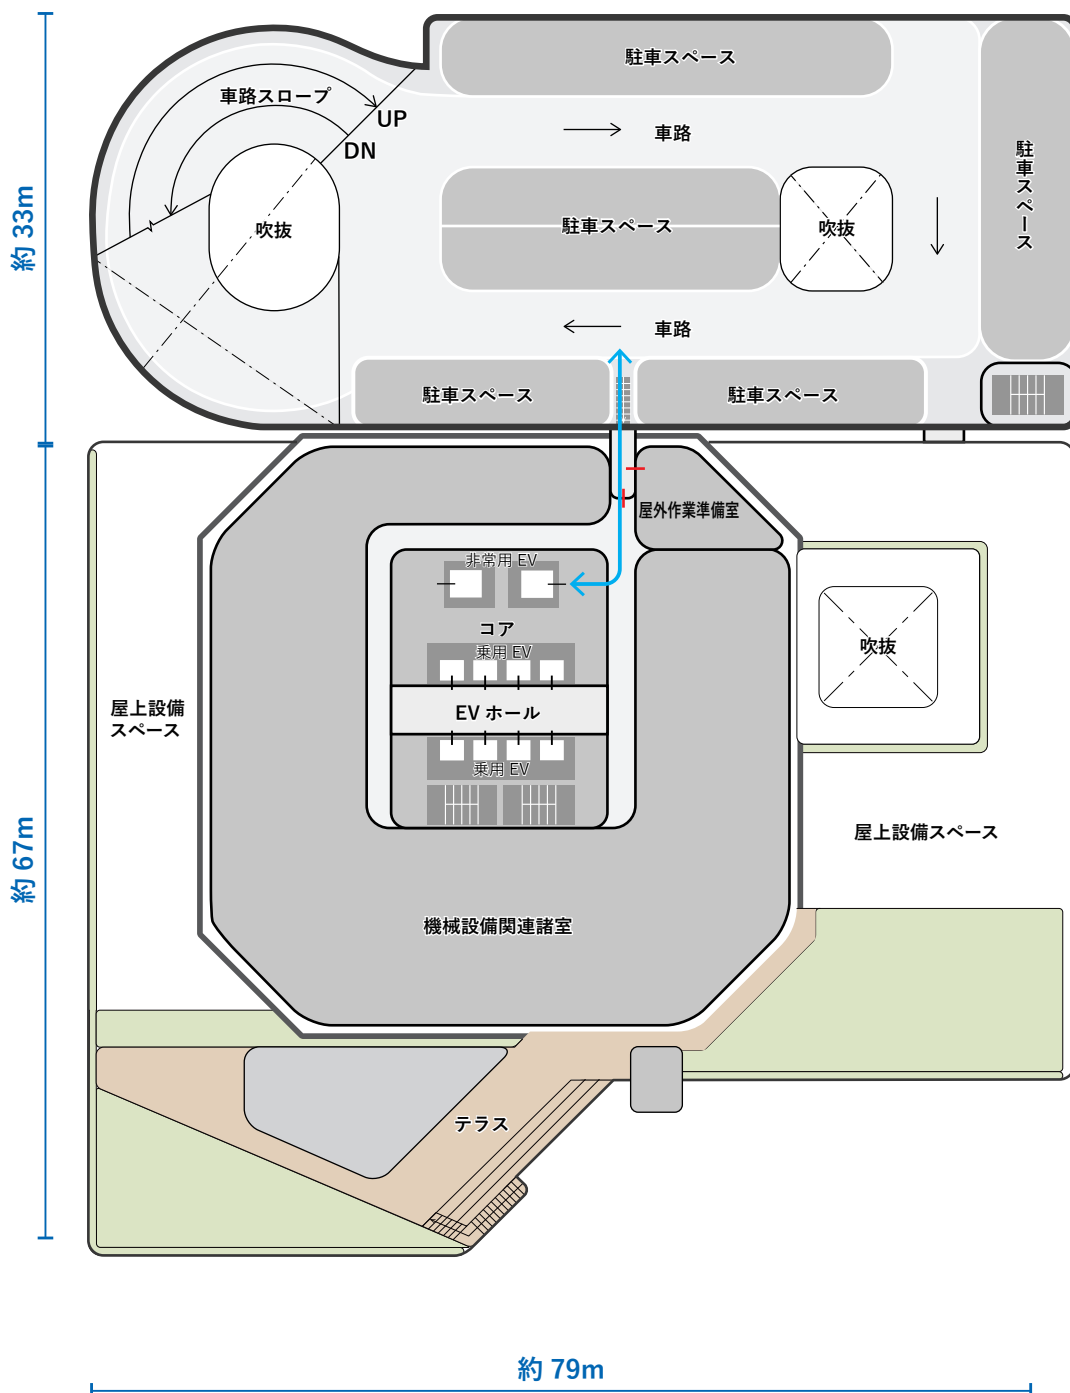 駐車スペース
車路スロープ
UP
DN
車路
駐車スペース
約 33m
吹抜
駐車スペース
吹抜
車路
駐車スペース
駐車スペース
屋外作業準備室
非常用 EV
コア
乗用 EV
EV ホール
乗用 EV
吹抜
屋上設備
スペース
屋上設備スペース
約 67m
機械設備関連諸室
テラス
約 79m